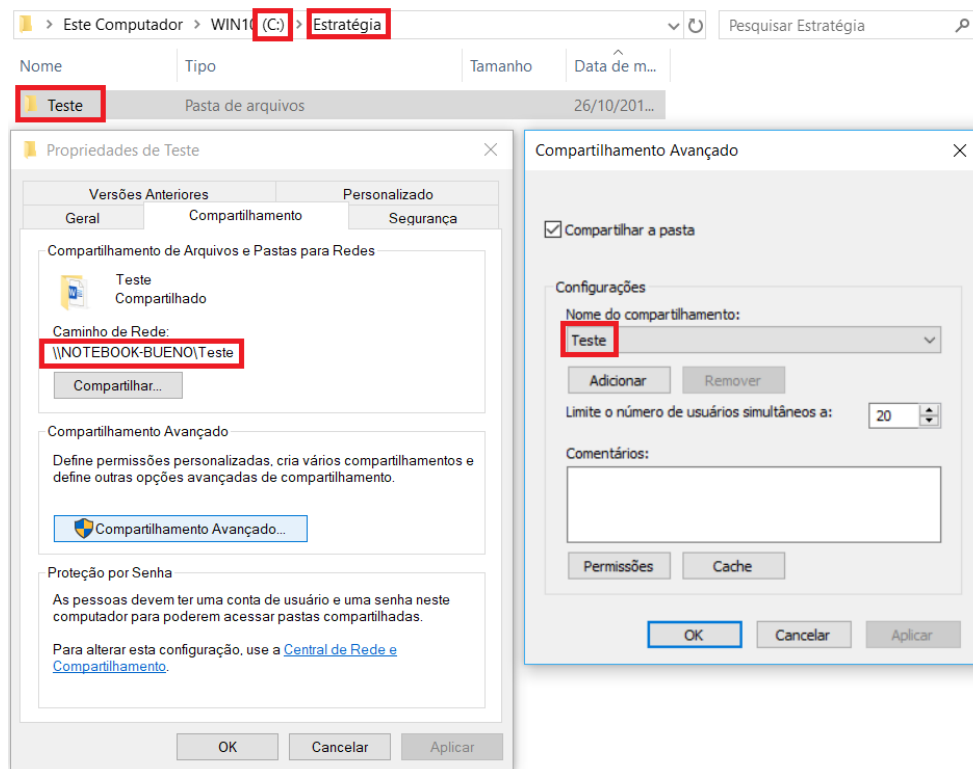 Este Computador > WIN10 (C:) > Estratégia
Pesquisar Estratégia
Nome Tipo Tamanho Data de m...
Teste Pasta de arquivos 26/10/201...
Propriedades de Teste
Versões Anteriores Personalizado
Geral Compartilhamento Segurança
Compartilhamento de Arquivos e Pastas para Redes
Teste
Compartilhado
Caminho de Rede:
\\NOTEBOOK-BUENO\Teste
Compartilhar...
Compartilhamento Avançado
Define permissões personalizadas, cria vários compartilhamentos e
define outras opções avançadas de compartilhamento.
Compartilhamento Avançado...
Proteção por Senha
As pessoas devem ter uma conta de usuário e uma senha neste
computador para poderem acessar pastas compartilhadas.
Para alterar esta configuração, use a Central de Rede e
Compartilhamento.
OK Cancelar Aplicar
Compartilhamento Avançado
Compartilhar a pasta
Configurações
Nome do compartilhamento:
Teste
Adicionar Remover
Limite o número de usuários simultâneos a: 20
Comentários:
Permissões Cache
OK Cancelar Aplicar